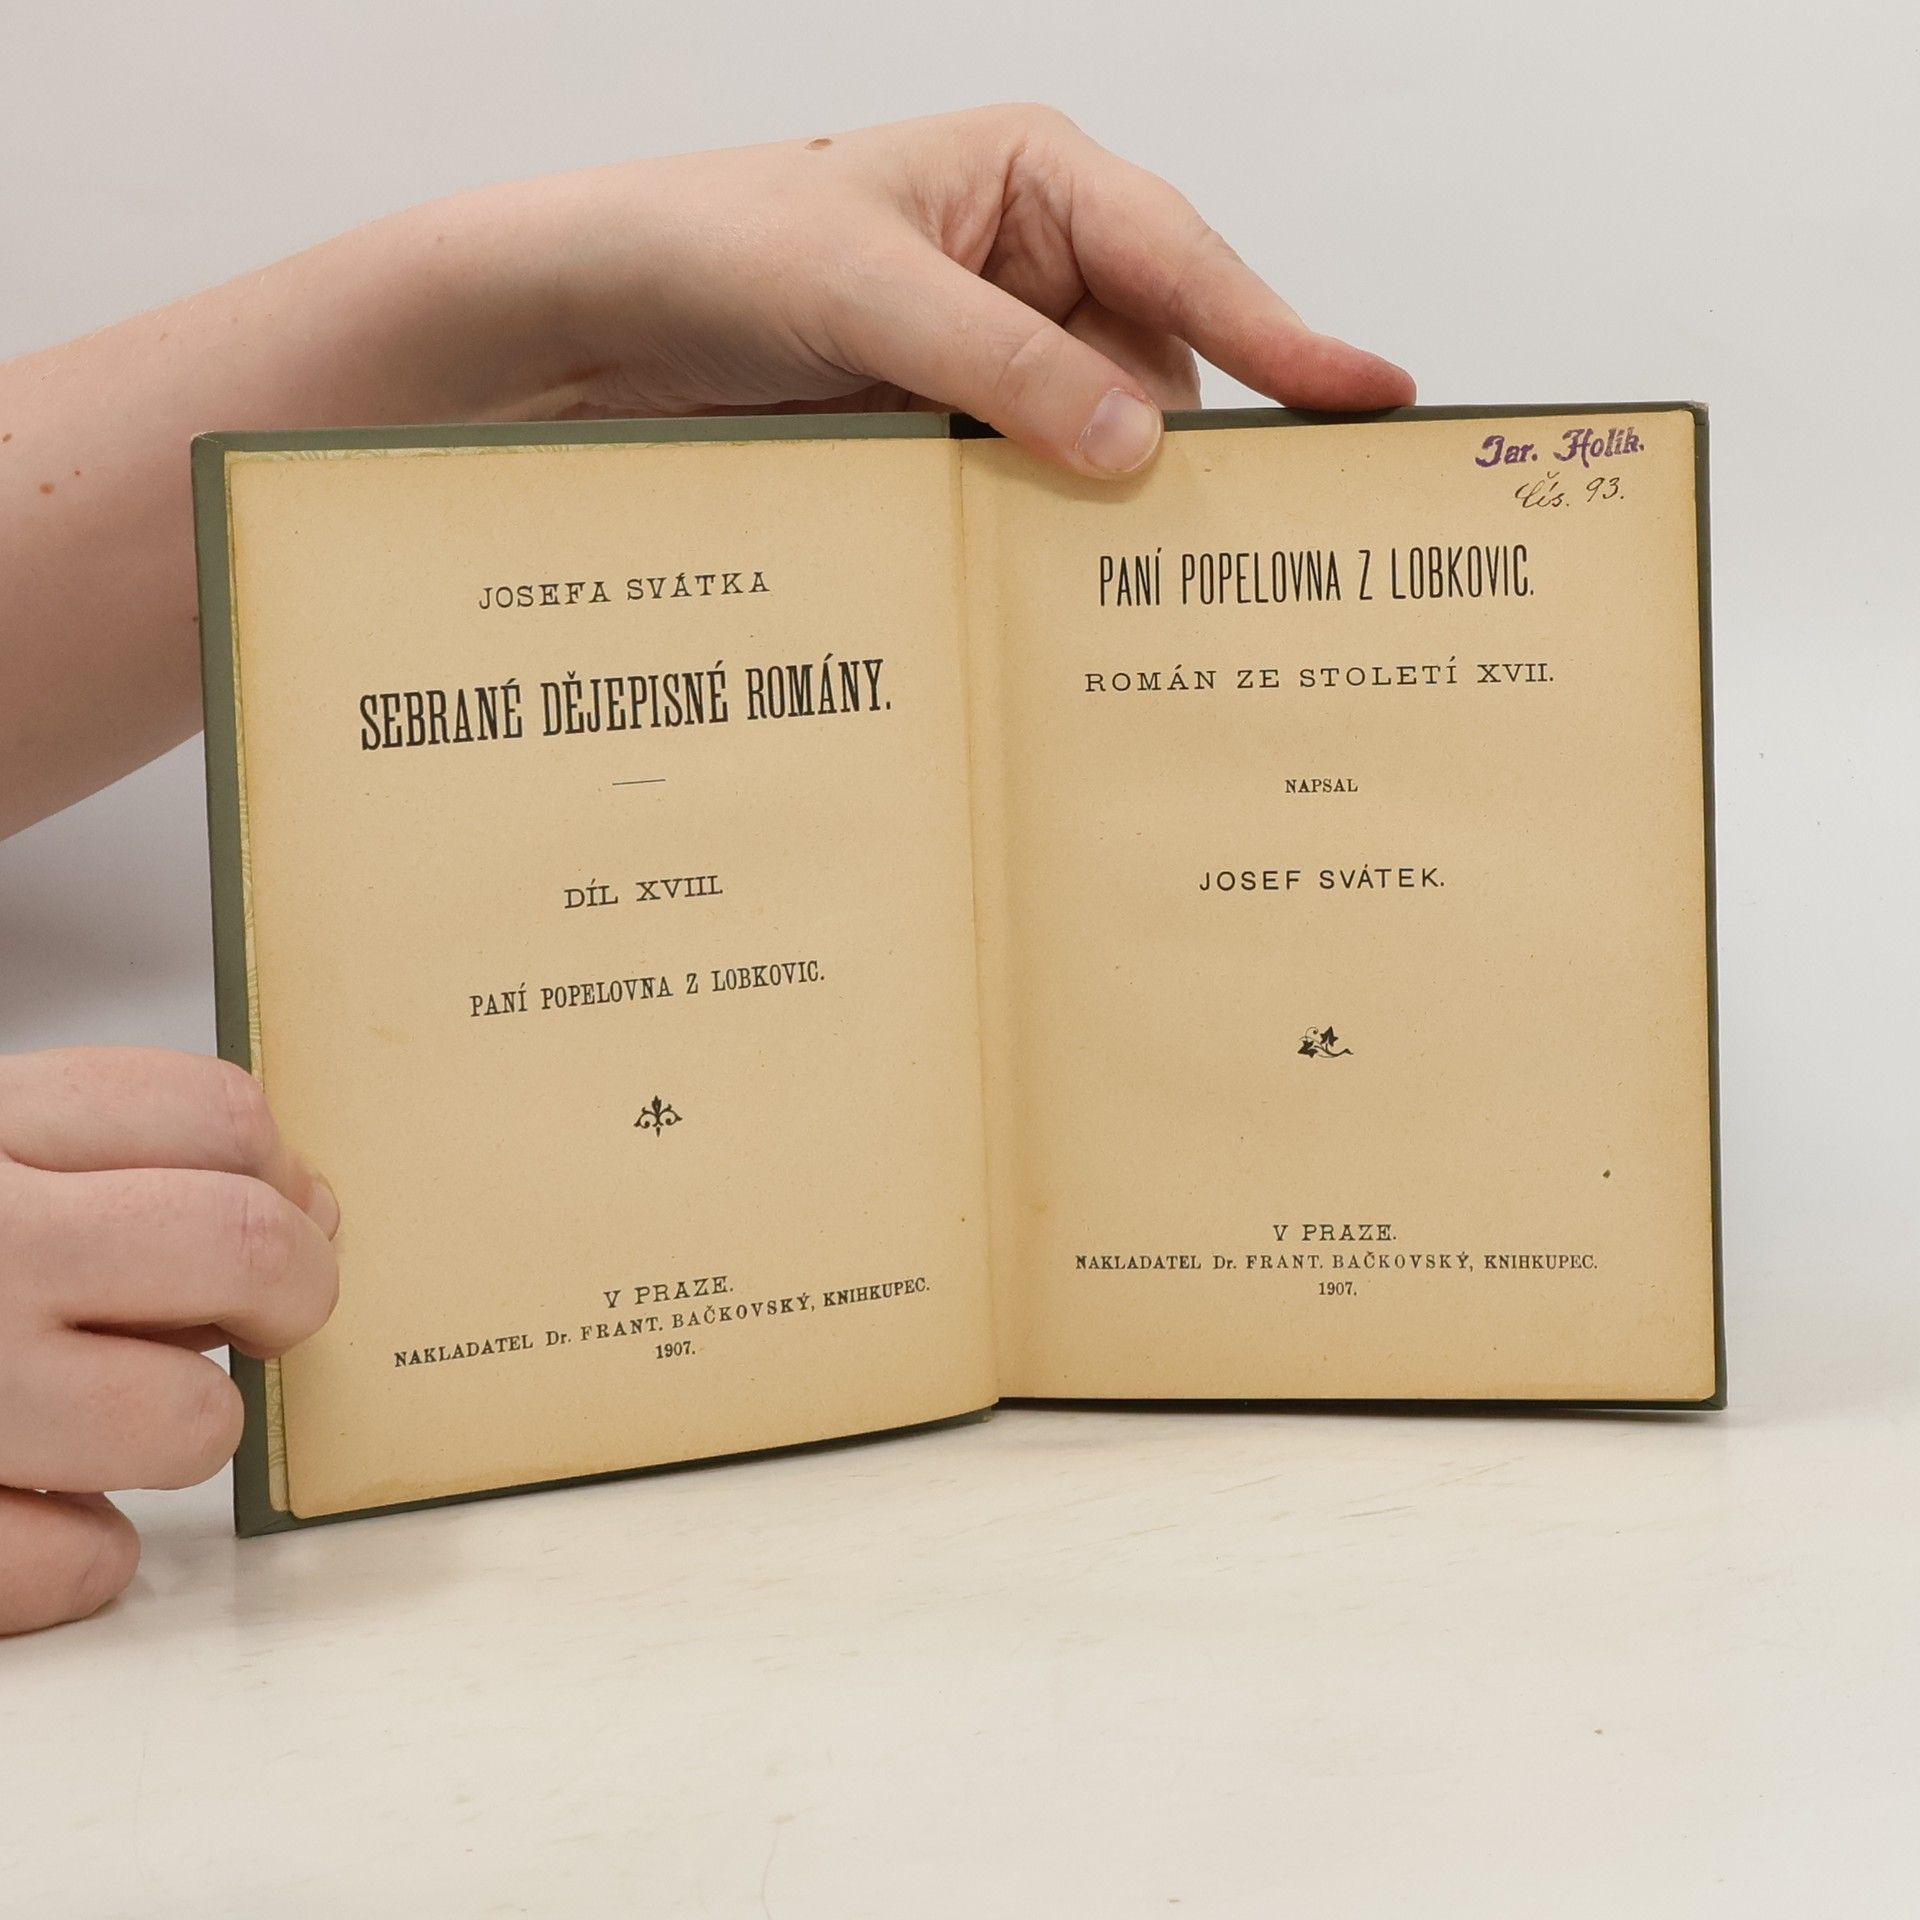 JOSEFA SVÁTKA
SEBRANÉ DĚJEPISNÉ ROMÁNY.
DÍL XVIII.
PANÍ POPELOVNA Z LOBKOVIC.
V PRAZE.
NAKLADATEL Dr. FRANT. BAČKOVSKÝ, KNIHKUPEC.
1907.
Jar. Holík.
Čís. 93.
PANÍ POPELOVNA Z LOBKOVIC.
ROMÁN ZE STOLETÍ XVII.
NAPSAL
JOSEF SVÁTEK.
V PRAZE.
NAKLADATEL Dr. FRANT. BAČKOVSKÝ, KNIHKUPEC.
1907.